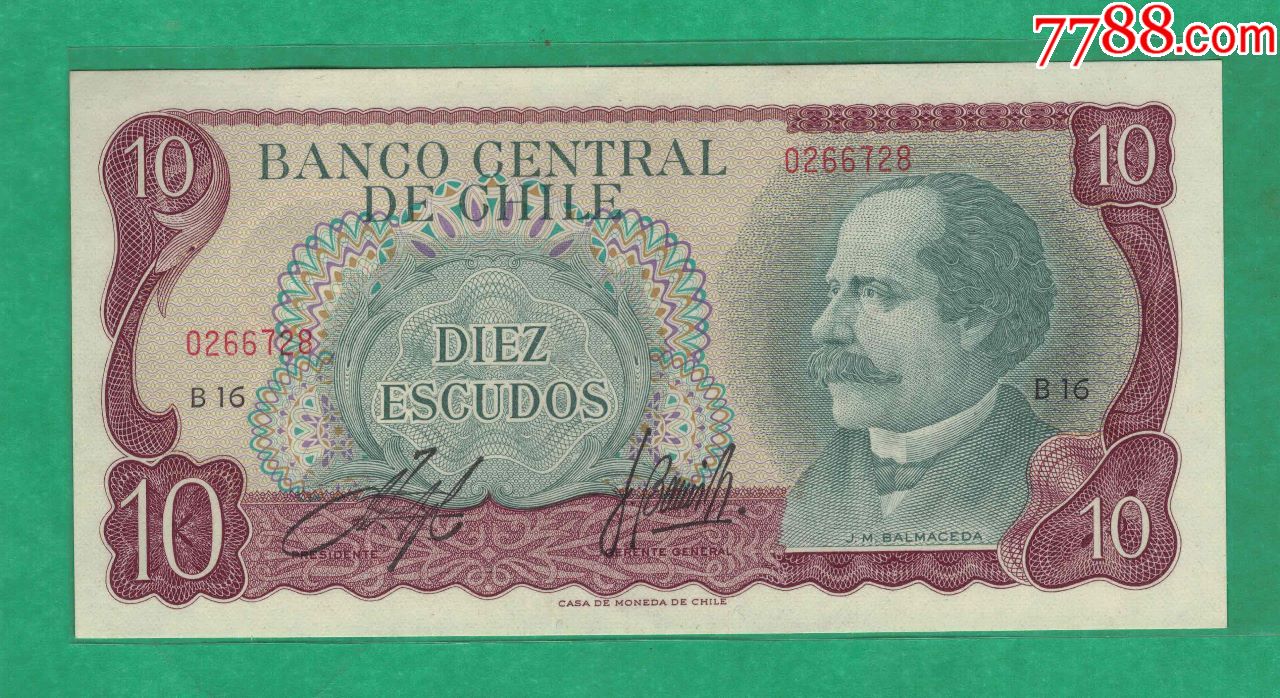 7788.com
10
10
BANCO CENTRAL
DE CHILE
0266728
0266728
DIEZ
ESCUDOS
B 16
B 16
10
10
PRESIDENTE
GERENTE GENERAL
J. M. BALMACEDA
CASA DE MONEDA DE CHILE